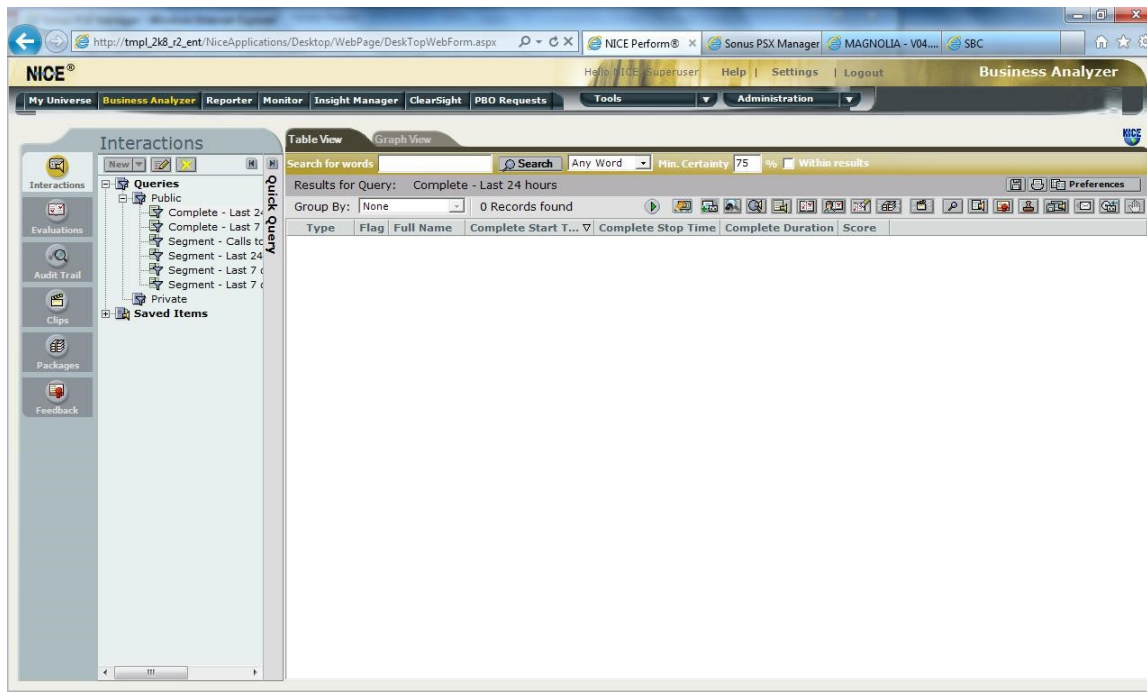 http://tmpl_2k8_r2_ent/NiceApplications/Desktop/WebPage/DeskTopWebForm.aspx
NICE Perform® Sonus PSX Manager MAGNOLIA - V04.... SBC
NICE®
Hello NICE Superuser Help | Settings | Logout Business Analyzer
My Universe Business Analyzer Reporter Monitor Insight Manager ClearSight PBO Requests Tools Administration
Interactions
Table View Graph View
NICE
New
Search for words Search Any Word Min. Certainty 75 % Within results
Interactions
Evaluations
Audit Trail
Clips
Packages
Feedback
Queries
Public
Complete - Last 24
Complete - Last 7
Segment - Calls to
Segment - Last 24
Segment - Last 7 d
Segment - Last 7 d
Private
Saved Items
Quick Query
Results for Query: Complete - Last 24 hours Preferences
Group By: None 0 Records found
Type Flag Full Name Complete Start T... Complete Stop Time Complete Duration Score